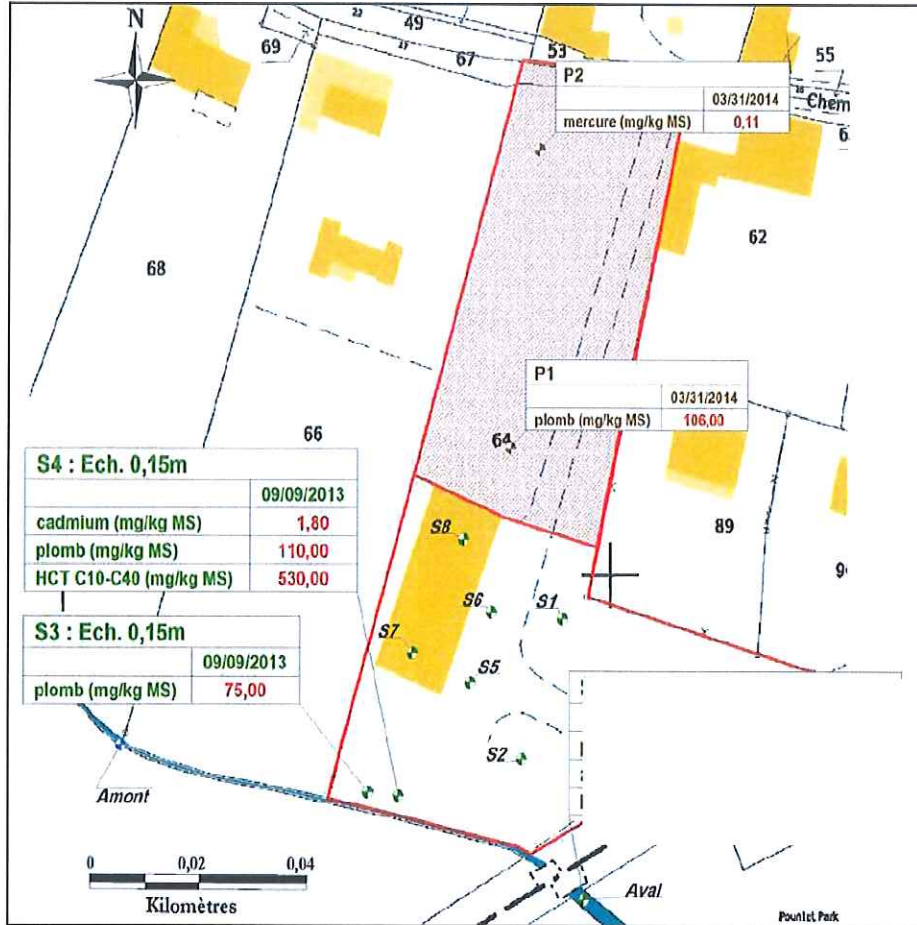 N
22
49
69
67
53
55
Chem
P2
03/31/2014
mercure (mg/kg MS) 0,11
62
68
P1
03/31/2014
plomb (mg/kg MS) 106,00
64
66
S4 : Ech. 0,15m
09/09/2013
cadmium (mg/kg MS) 1,80
plomb (mg/kg MS) 110,00
HCT C10-C40 (mg/kg MS) 530,00
89
S8
S6
S1
S3 : Ech. 0,15m
09/09/2013
plomb (mg/kg MS) 75,00
S7
S5
S2
Amont
0 0,02 0,04
Kilomètres
Aval